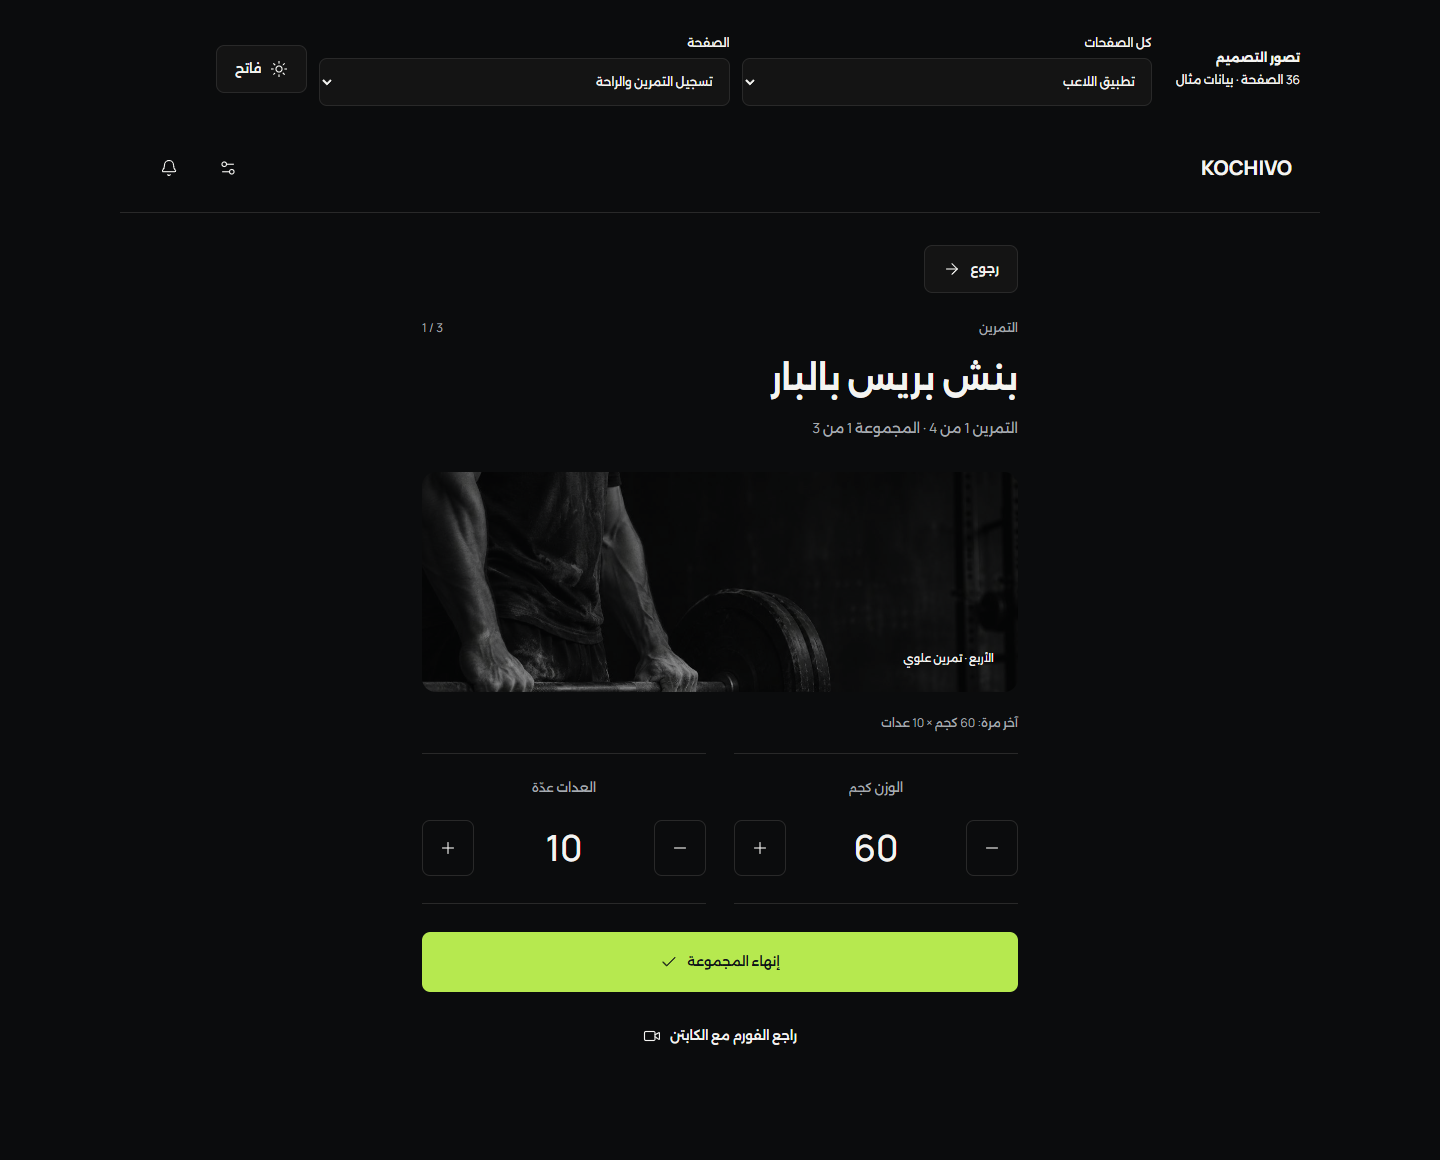 تصور التصميم
36 الصفحة · بيانات مثال
كل الصفحات
تطبيق اللاعب
الصفحة
تسجيل التمرين والراحة
فاتح
KOCHIVO
رجوع
التمرين
1 / 3
بنش بريس بالبار
التمرين 1 من 4 · المجموعة 1 من 3
الأربع · تمرين علوي
آخر مرة: 60 كجم × 10 عدات
الوزن كجم
العدات عدّة
− 60 +
− 10 +
إنهاء المجموعة
راجع الفورم مع الكابتن